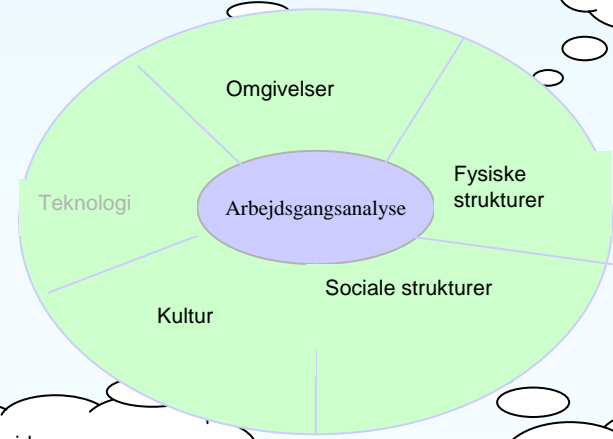 Omgivelser
Fysiske
strukturer
Teknologi
Arbejdsgangsanalyse
Sociale strukturer
Kultur